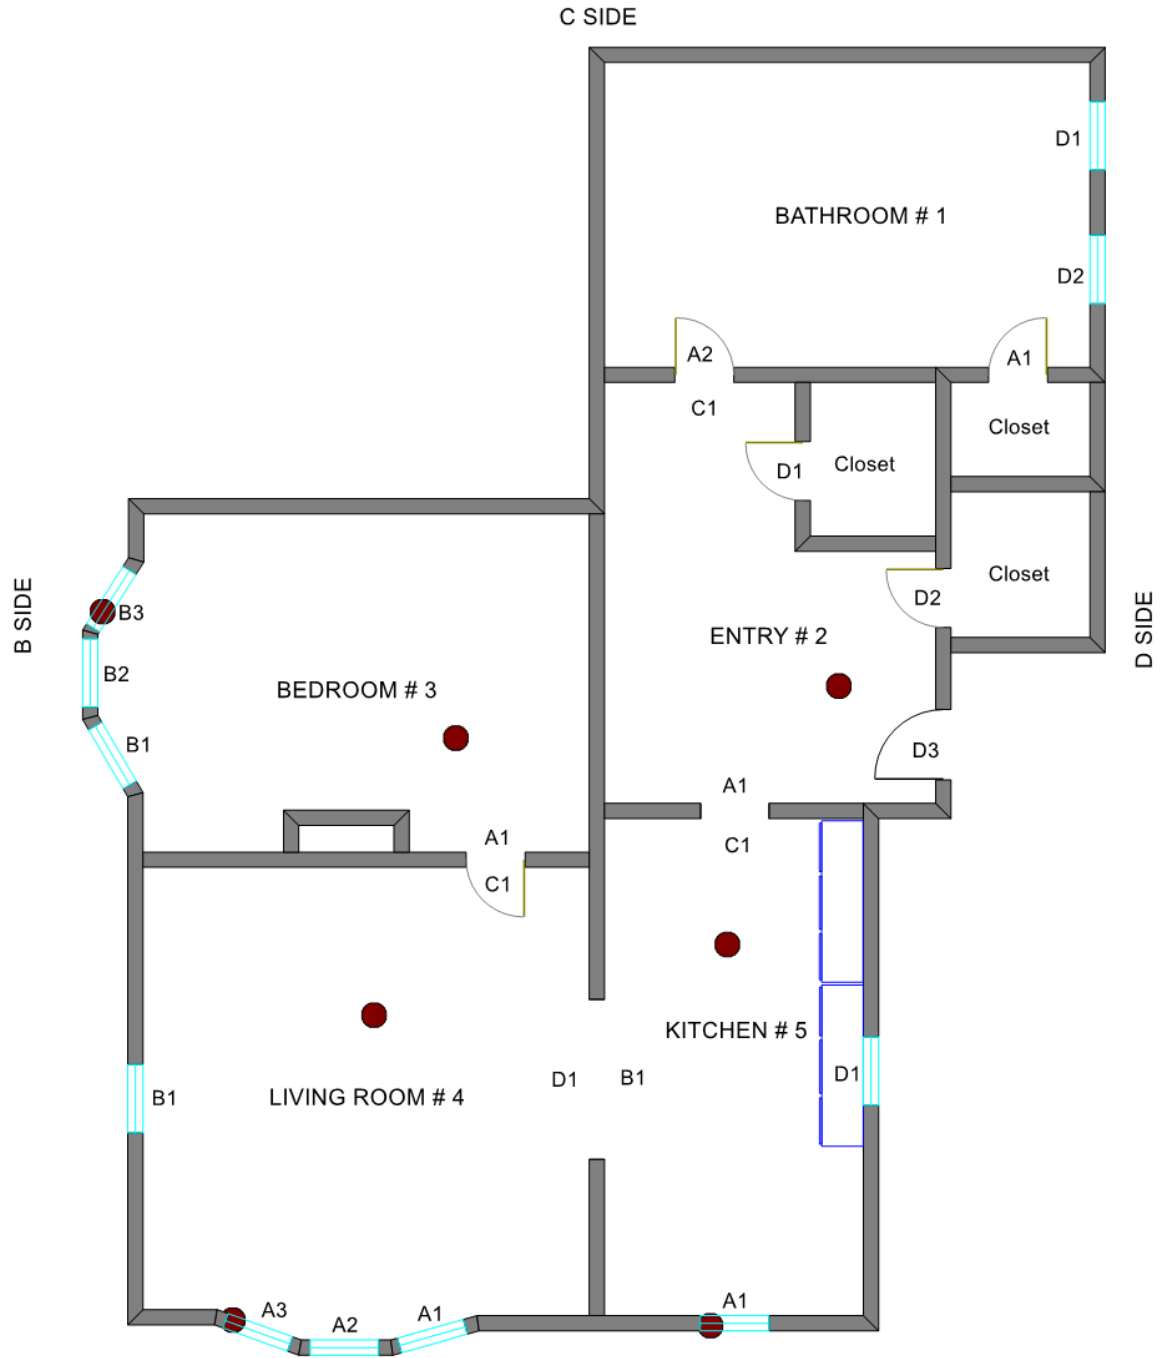 C SIDE
D1
BATHROOM # 1
D2
A2
A1
C1
Closet
D1
Closet
Closet
D2
B3
B SIDE
D SIDE
ENTRY # 2
B2
BEDROOM # 3
B1
D3
A1
A1
C1
C1
KITCHEN # 5
D1
D1
B1
B1
LIVING ROOM # 4
A3
A2
A1
A1